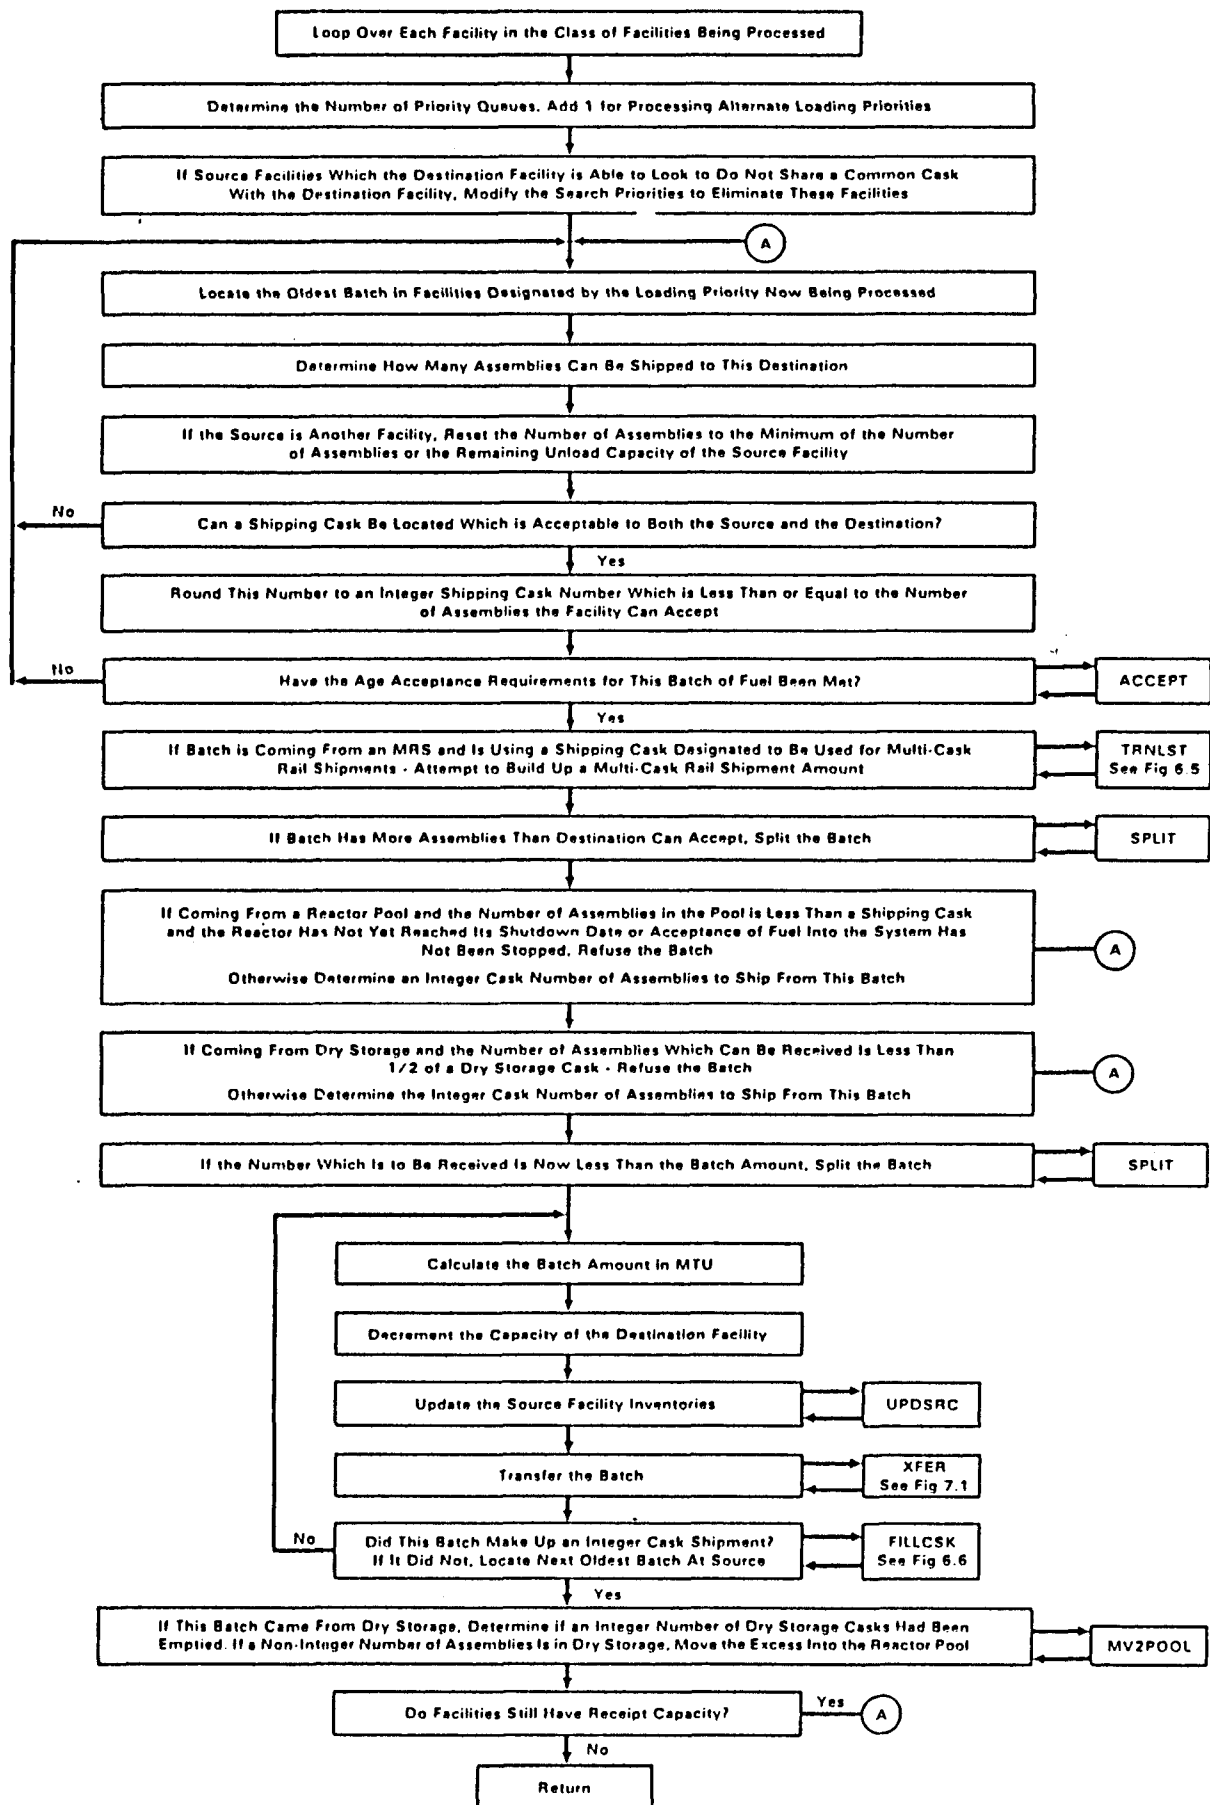 Loop Over Each Facility in the Class of Facilities Being Processed
Determine the Number of Priority Queues. Add 1 for Processing Alternate Loading Priorities
If Source Facilities Which the Destination Facility is Able to Look to Do Not Share a Common Cask
With the Destination Facility, Modify the Search Priorities to Eliminate These Facilities
A
Locate the Oldest Batch in Facilities Designated by the Loading Priority Now Being Processed
Determine How Many Assemblies Can Be Shipped to This Destination
If the Source is Another Facility, Reset the Number of Assemblies to the Minimum of the Number
of Assemblies or the Remaining Unload Capacity of the Source Facility
No
Can a Shipping Cask Be Located Which is Acceptable to Both the Source and the Destination?
Yes
Round This Number to an Integer Shipping Cask Number Which is Less Than or Equal to the Number
of Assemblies the Facility Can Accept
No
Have the Age Acceptance Requirements for This Batch of Fuel Been Met?
ACCEPT
Yes
If Batch is Coming From an MRS and Is Using a Shipping Cask Designated to Be Used for Multi-Cask
Rail Shipments - Attempt to Build Up a Multi-Cask Rail Shipment Amount
TRNLST
See Fig 6.5
If Batch Has More Assemblies Than Destination Can Accept, Split the Batch
SPLIT
If Coming From a Reactor Pool and the Number of Assemblies in the Pool is Less Than a Shipping Cask
and the Reactor Has Not Yet Reached Its Shutdown Date or Acceptance of Fuel Into the System Has
Not Been Stopped, Refuse the Batch
Otherwise Determine an Integer Cask Number of Assemblies to Ship From This Batch
A
If Coming From Dry Storage and the Number of Assemblies Which Can Be Received Is Less Than
1/2 of a Dry Storage Cask - Refuse the Batch
Otherwise Determine the Integer Cask Number of Assemblies to Ship From This Batch
A
If the Number Which Is to Be Received Is Now Less Than the Batch Amount, Split the Batch
SPLIT
Calculate the Batch Amount in MTU
Decrement the Capacity of the Destination Facility
Update the Source Facility Inventories
UPDSRC
Transfer the Batch
XFER
See Fig 7.1
No
Did This Batch Make Up an Integer Cask Shipment?
If It Did Not, Locate Next Oldest Batch At Source
FILLCSK
See Fig 6.6
Yes
If This Batch Came From Dry Storage, Determine if an Integer Number of Dry Storage Casks Had Been
Emptied. If a Non-Integer Number of Assemblies Is in Dry Storage, Move the Excess Into the Reactor Pool
MV2POOL
Do Facilities Still Have Receipt Capacity?
Yes
A
No
Return